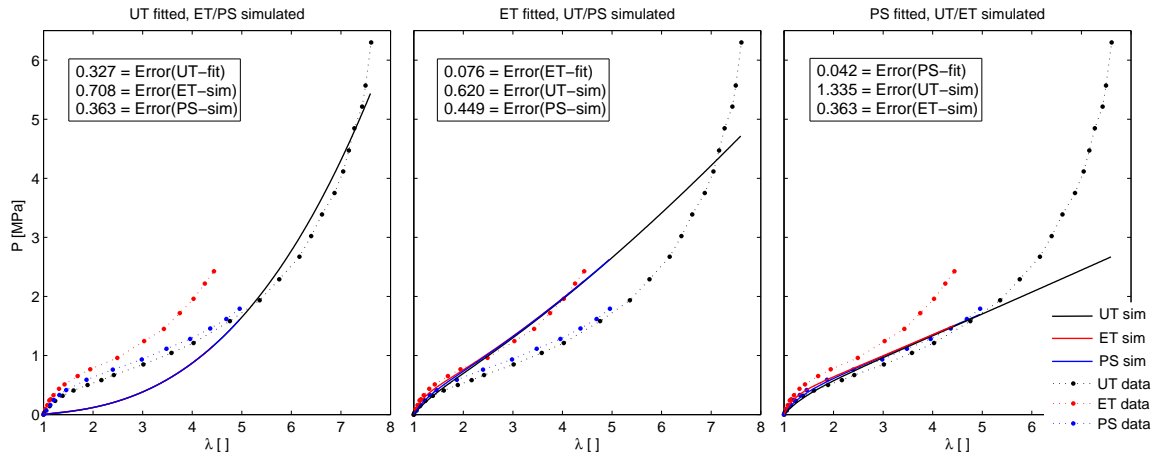 UT fitted, ET/PS simulated
0.327 = Error(UT−fit)
0.708 = Error(ET−sim)
0.363 = Error(PS−sim)
P [MPa]
6
5
4
3
2
1
0
1 2 3 4 5 6 7 8
λ [ ]
ET fitted, UT/PS simulated
0.076 = Error(ET−fit)
0.620 = Error(UT−sim)
0.449 = Error(PS−sim)
1 2 3 4 5 6 7 8
λ [ ]
PS fitted, UT/ET simulated
0.042 = Error(PS−fit)
1.335 = Error(UT−sim)
0.363 = Error(ET−sim)
1 2 3 4 5 6
λ [ ]
UT sim
ET sim
PS sim
UT data
ET data
PS data